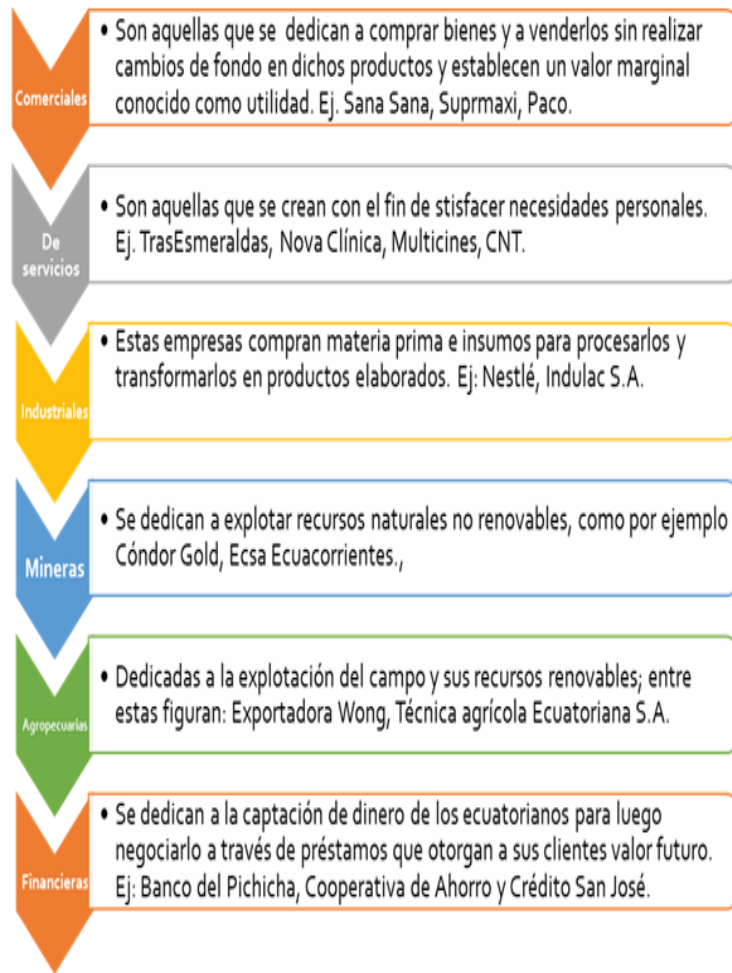 Comerciales
• Son aquellas que se dedican a comprar bienes y a venderlos sin realizar
cambios de fondo en dichos productos y establecen un valor marginal
conocido como utilidad. Ej. Sana Sana, Suprmaxi, Paco.
De
servicios
• Son aquellas que se crean con el fin de stisfacer necesidades personales.
Ej. TrasEsmeraldas, Nova Clínica, Multicines, CNT.
Industriales
• Estas empresas compran materia prima e insumos para procesarlos y
transformarlos en productos elaborados. Ej: Nestlé, Indulac S.A.
Mineras
• Se dedican a explotar recursos naturales no renovables, como por ejemplo
Cóndor Gold, Ecsa Ecuacorrientes.,
Agropecuarias
• Dedicadas a la explotación del campo y sus recursos renovables; entre
estas figuran: Exportadora Wong, Técnica agrícola Ecuatoriana S.A.
Financieras
• Se dedican a la captación de dinero de los ecuatorianos para luego
negociarlo a través de préstamos que otorgan a sus clientes valor futuro.
Ej: Banco del Pichicha, Cooperativa de Ahorro y Crédito San José.